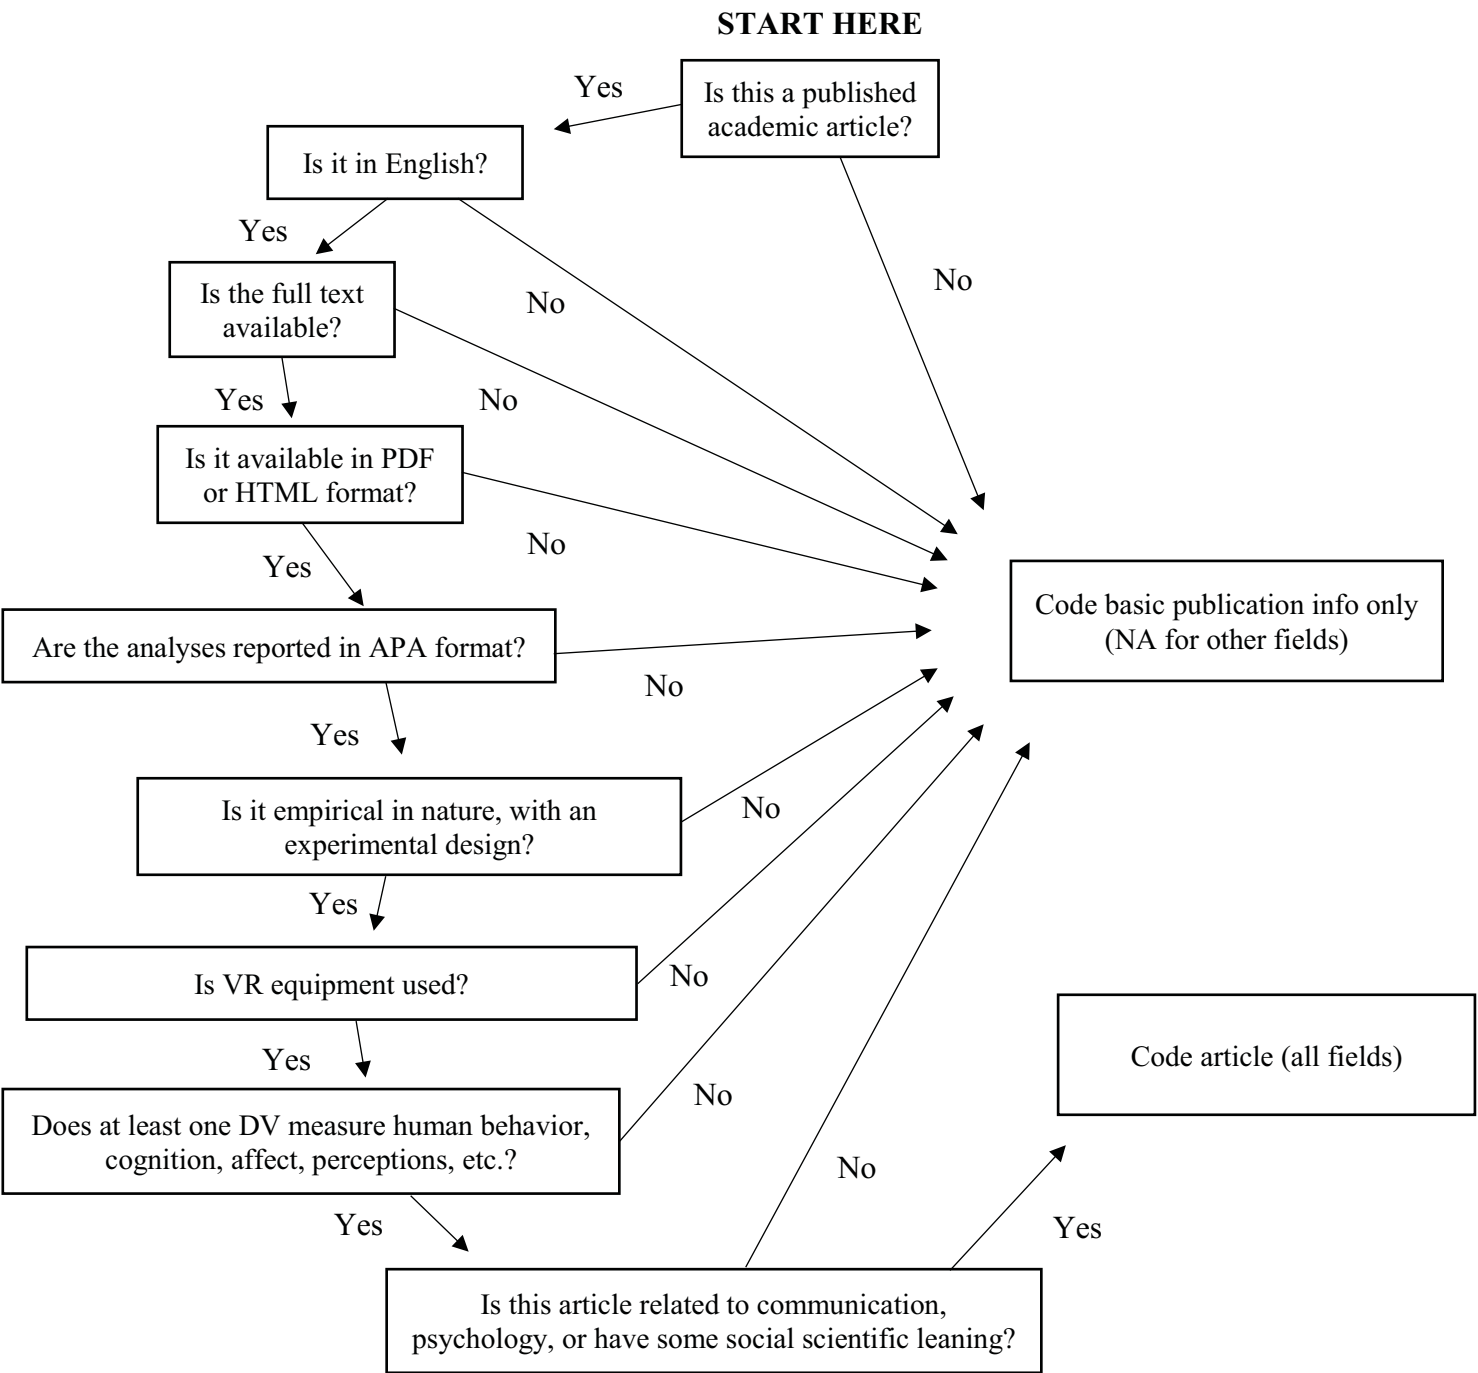 START HERE
Is this a published
academic article?
Yes
Is it in English?
Yes
No
No
Is the full text
available?
Yes
No
Is it available in PDF
or HTML format?
Yes
No
Are the analyses reported in APA format?
No
Yes
Code basic publication info only
(NA for other fields)
Is it empirical in nature, with an
experimental design?
No
Yes
Is VR equipment used?
No
Yes
Does at least one DV measure human behavior,
cognition, affect, perceptions, etc.?
No
Yes
Is this article related to communication,
psychology, or have some social scientific leaning?
No
Yes
Code article (all fields)